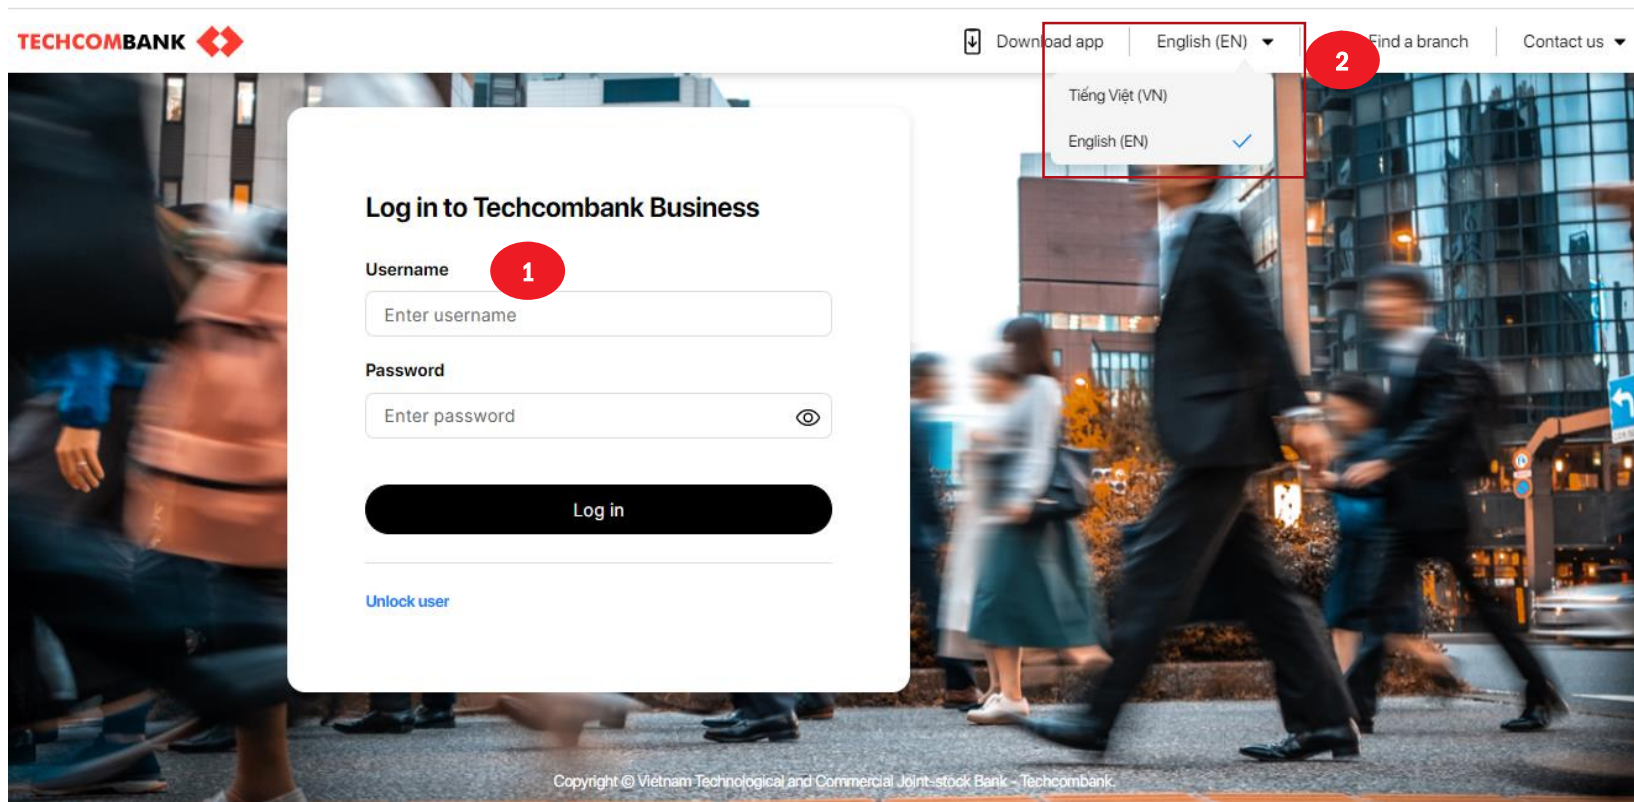 TECHCOMBANK
Download app
English (EN)
2
Find a branch
Contact us
Tiếng Việt (VN)
English (EN)
Log in to Techcombank Business
Username
1
Enter username
Password
Enter password
Log in
Unlock user
Copyright © Vietnam Technological and Commercial Joint-stock Bank - Techcombank.